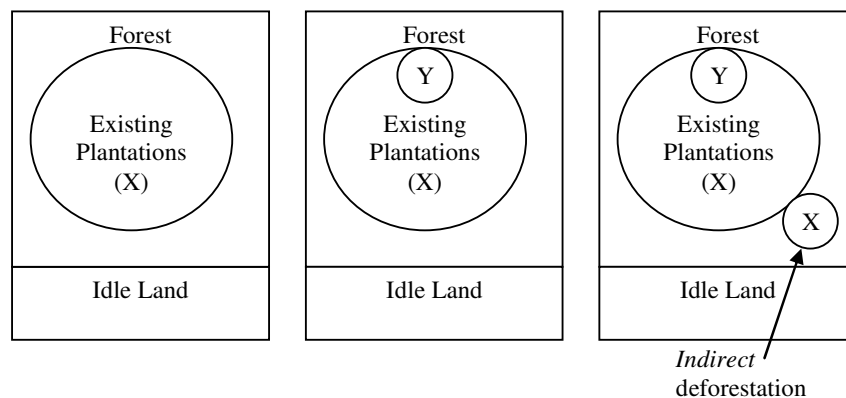 Forest
Existing
Plantations
(X)
Idle Land
Forest
Y
Existing
Plantations
(X)
Idle Land
Forest
Y
Existing
Plantations
(X)
X
Idle Land
Indirect
deforestation